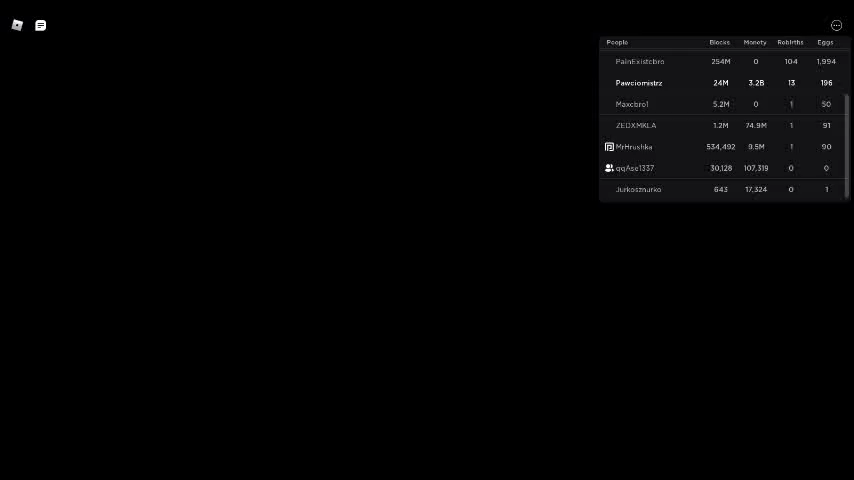 People Blocks Monety Rebirths Eggs
PainExistcbro 254M 0 104 1,994
Pawciomistrz 24M 3.2B 13 196
Maxcbro1 5.2M 0 1 50
ZEDXMKLA 1.2M 74.9M 1 91
MrHrushka 534,492 9.5M 1 90
qqAse1337 30,128 107,319 0 0
Jurkosznurko 643 17,324 0 1